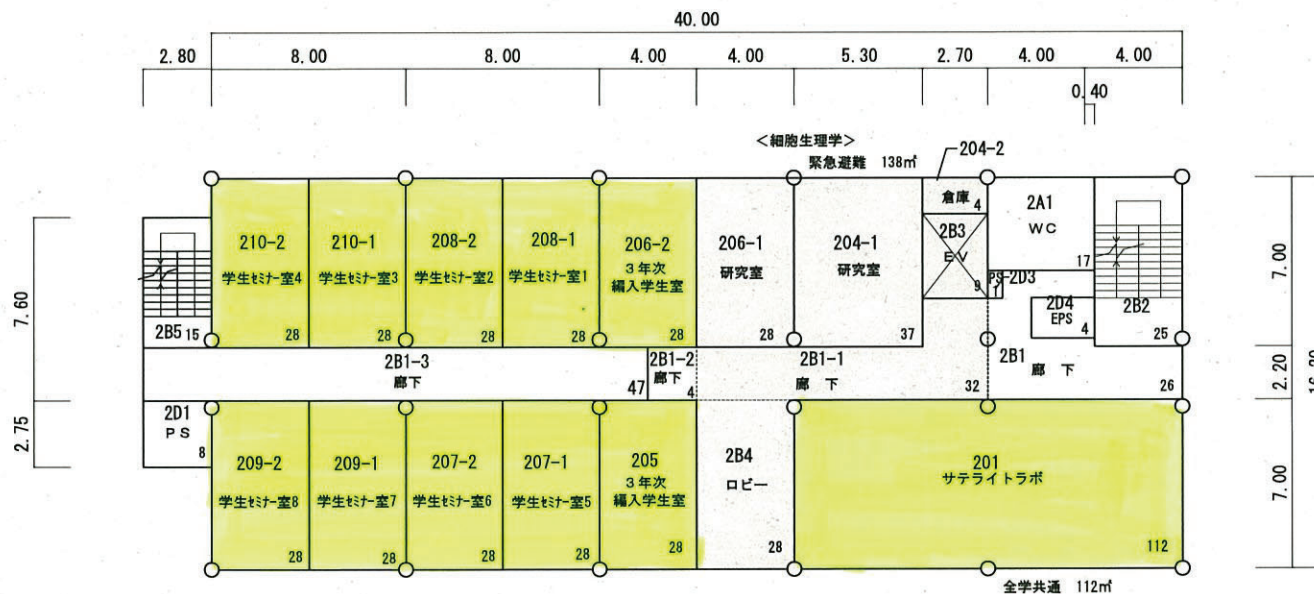 40.00
2.80 8.00 8.00 4.00 4.00 5.30 2.70 4.00 4.00
0.40
<細胞生理学>
緊急避難 138㎡
204-2
倉庫 4
210-2
学生ｾﾐﾅｰ室4
28
210-1
学生ｾﾐﾅｰ室3
28
208-2
学生ｾﾐﾅｰ室2
28
208-1
学生ｾﾐﾅｰ室1
28
206-2
3年次
編入学生室
28
206-1
研究室
28
204-1
研究室
37
2B3
EV
9
2A1
WC
17
PS
1
2D3
2D4
EPS
4
2B2
25
2B5 15
7.60
2.75
7.00
2.20
7.00
2B1-3
廊下
47
2B1-2
廊下
4
2B1-1
廊 下
32
2B1
廊 下
26
2D1
PS
8
209-2
学生ｾﾐﾅｰ室8
28
209-1
学生ｾﾐﾅｰ室7
28
207-2
学生ｾﾐﾅｰ室6
28
207-1
学生ｾﾐﾅｰ室5
28
205
3年次
編入学生室
28
2B4
ロビー
28
201
サテライトラボ
112
全学共通 112㎡